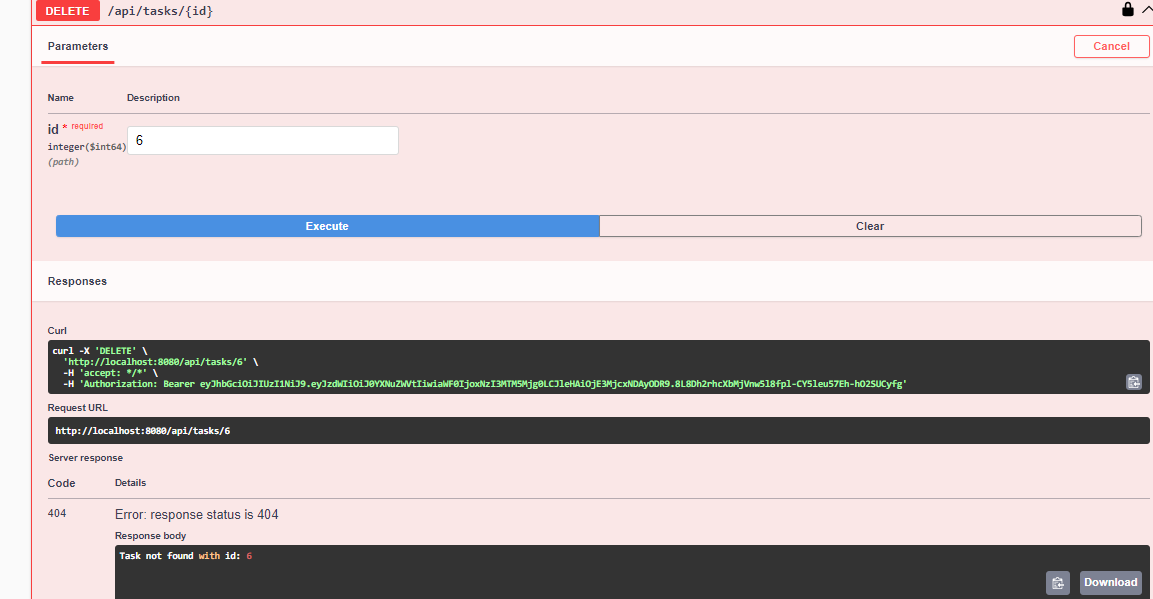 DELETE /api/tasks/{id}
Parameters
Cancel
Name Description
id * required
integer($int64)
(path)
6
Execute Clear
Responses
Curl
curl -X 'DELETE' \
'http://localhost:8080/api/tasks/6' \
-H 'accept: */*' \
-H 'Authorization: Bearer eyJhbGciOiJIUzI1NiJ9.eyJzdWIiOiJ0YXNuZWVtIiwiaWF0IjoxNzI3MTM5Mjg0LCJleHAiOjE3MjcxNDAyODR9.8L8Dh2rhcXbMjVnw5l8fpl-CY5leu57Eh-hO2SUCyfg'
Request URL
http://localhost:8080/api/tasks/6
Server response
Code Details
404 Error: response status is 404
Response body
Task not found with id: 6
Download